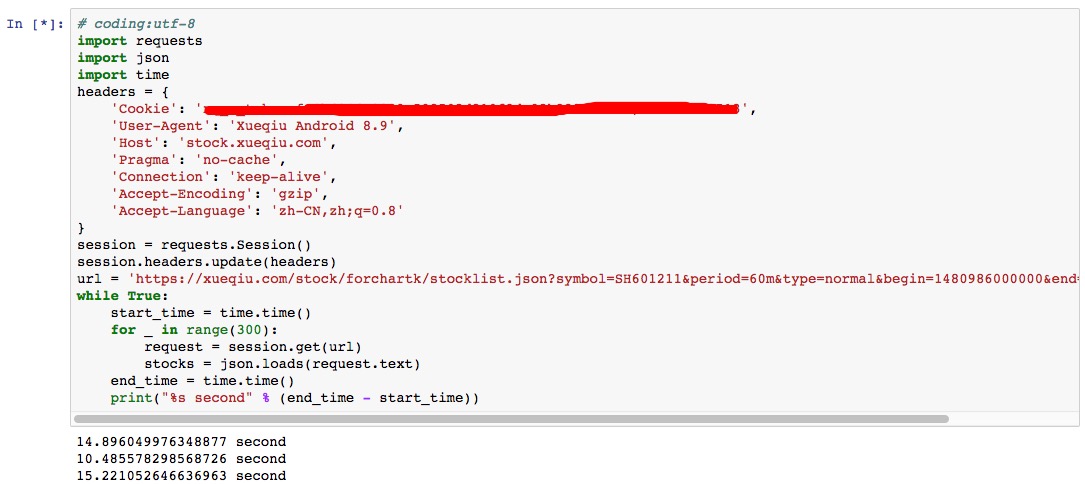 In [*]: # coding:utf-8
import requests
import json
import time
headers = {
    'Cookie': '',
    'User-Agent': 'Xueqiu Android 8.9',
    'Host': 'stock.xueqiu.com',
    'Pragma': 'no-cache',
    'Connection': 'keep-alive',
    'Accept-Encoding': 'gzip',
    'Accept-Language': 'zh-CN,zh;q=0.8'
}
session = requests.Session()
session.headers.update(headers)
url = 'https://xueqiu.com/stock/forchartk/stocklist.json?symbol=SH601211&period=60m&type=normal&begin=1480986000000&end=
while True:
    start_time = time.time()
    for _ in range(300):
        request = session.get(url)
        stocks = json.loads(request.text)
    end_time = time.time()
    print("%s second" % (end_time - start_time))
14.896049976348877 second
10.485578298568726 second
15.221052646636963 second